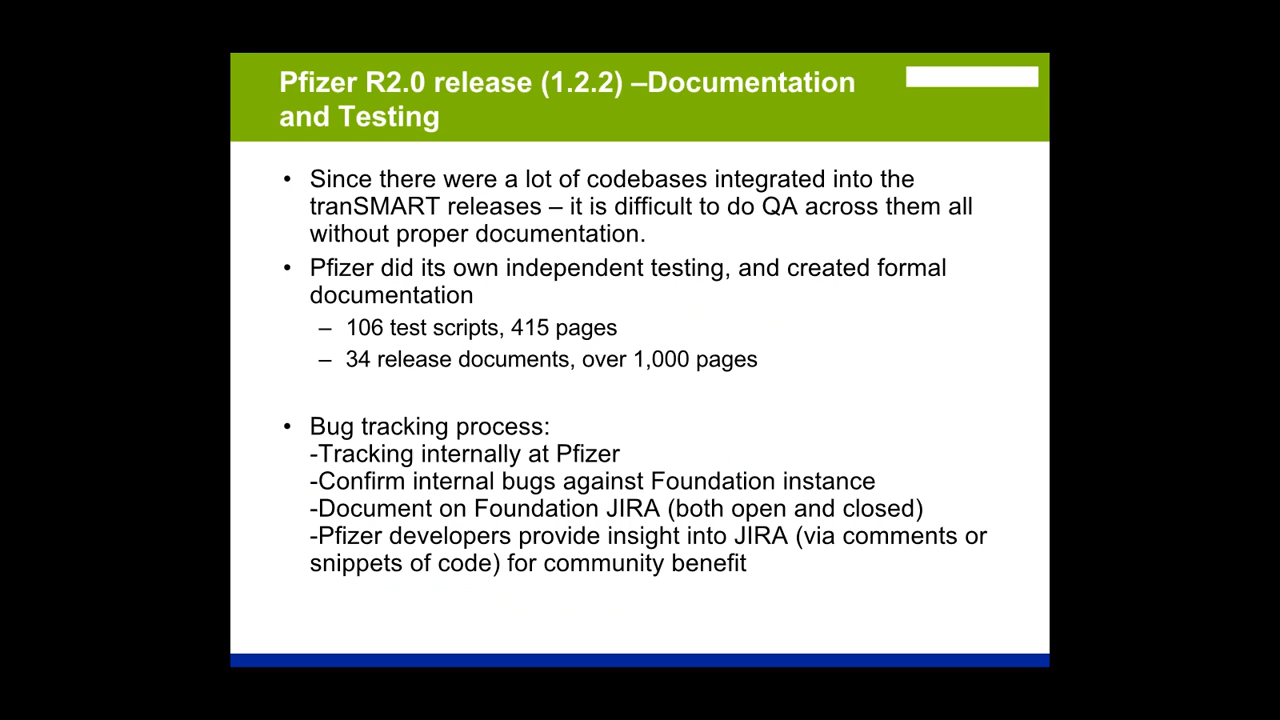 Pfizer R2.0 release (1.2.2) –Documentation
and Testing
• Since there were a lot of codebases integrated into the
tranSMART releases – it is difficult to do QA across them all
without proper documentation.
• Pfizer did its own independent testing, and created formal
documentation
– 106 test scripts, 415 pages
– 34 release documents, over 1,000 pages
• Bug tracking process:
-Tracking internally at Pfizer
-Confirm internal bugs against Foundation instance
-Document on Foundation JIRA (both open and closed)
-Pfizer developers provide insight into JIRA (via comments or
snippets of code) for community benefit